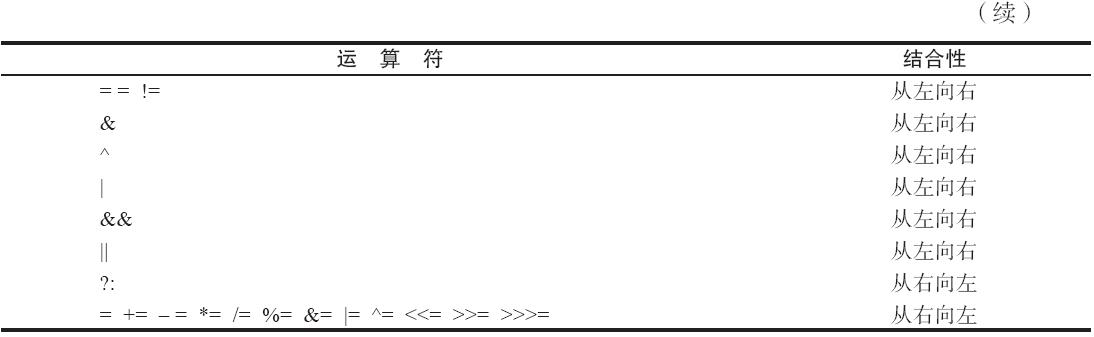 （续）
运 算 符 结合性
= = != 从左向右
& 从左向右
^ 从左向右
| 从左向右
&& 从左向右
|| 从左向右
?: 从右向左
= += – = *= /= %= &= |= ^= <<= >>= >>>= 从右向左